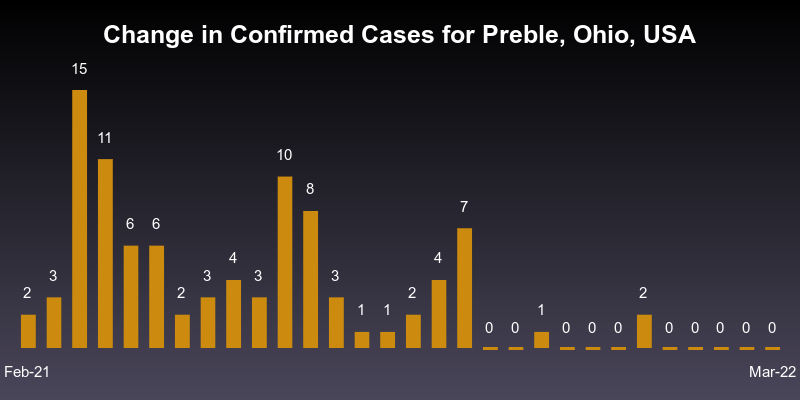 Change in Confirmed Cases for Preble, Ohio, USA
2 3 15 11 6 6 2 3 4 3 10 8 3 1 1 2 4 7 0 0 1 0 0 0 2 0 0 0 0 0
Feb-21 Mar-22